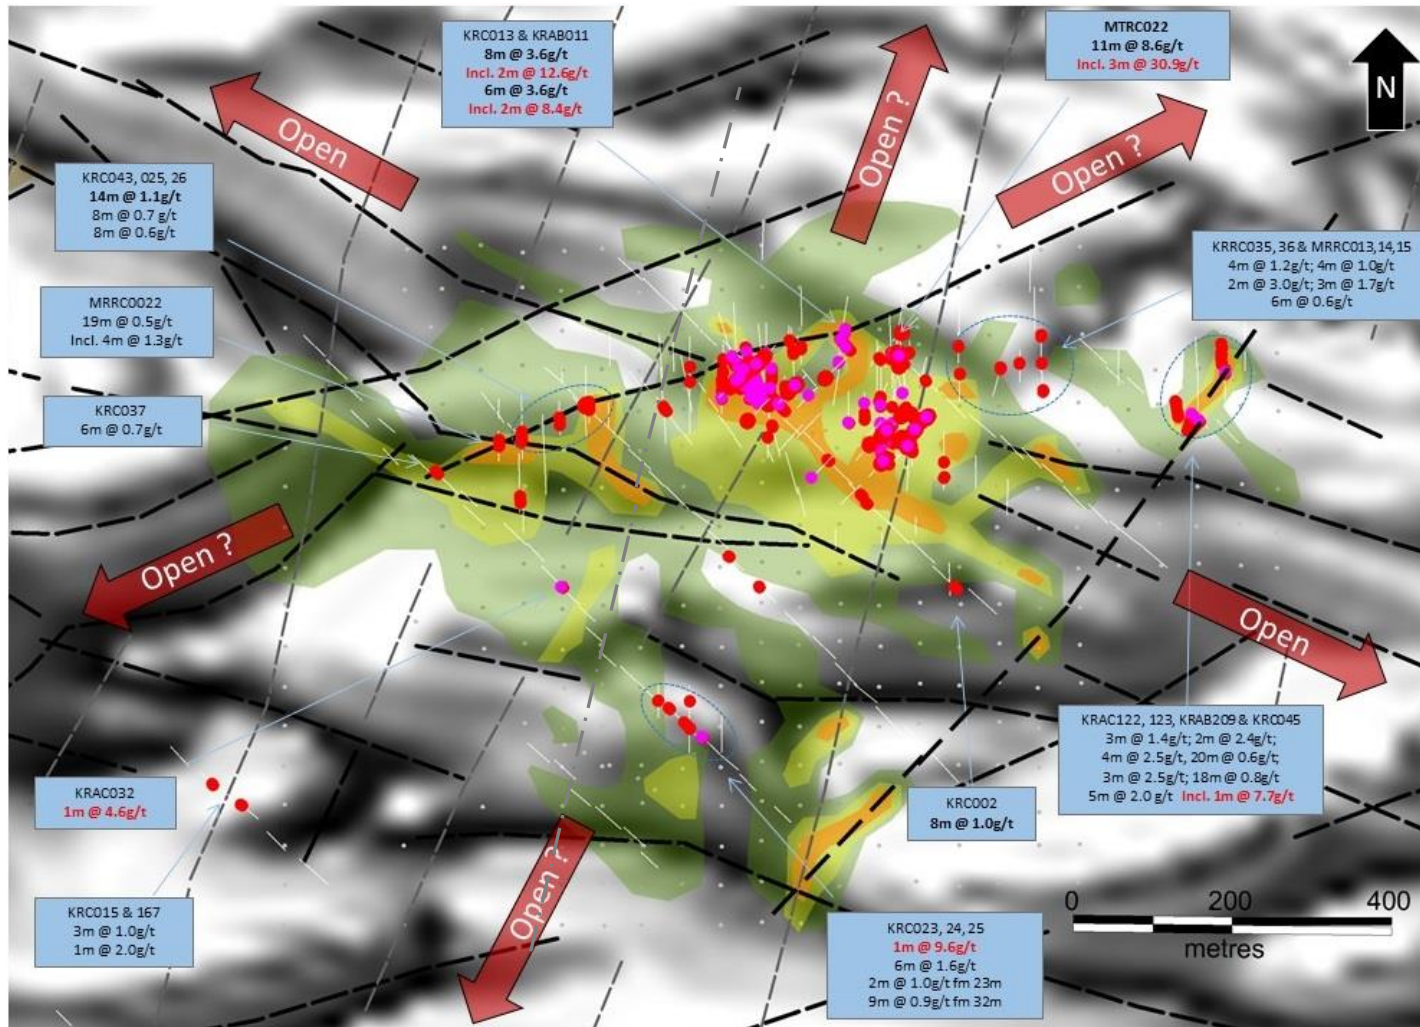 KRC013 & KRAB011
8m @ 3.6g/t
Incl. 2m @ 12.6g/t
6m @ 3.6g/t
Incl. 2m @ 8.4g/t
MTRC022
11m @ 8.6g/t
Incl. 3m @ 30.9g/t
N
Open
Open ?
Open ?
KRC043, 025, 26
14m @ 1.1g/t
8m @ 0.7 g/t
8m @ 0.6g/t
KRRC035, 36 & MRRC013,14,15
4m @ 1.2g/t; 4m @ 1.0g/t
2m @ 3.0g/t; 3m @ 1.7g/t
6m @ 0.6g/t
MRRC0022
19m @ 0.5g/t
Incl. 4m @ 1.3g/t
KRC037
6m @ 0.7g/t
Open ?
Open
KRAC122, 123, KRAB209 & KRC045
3m @ 1.4g/t; 2m @ 2.4g/t;
4m @ 2.5g/t, 20m @ 0.6g/t;
3m @ 2.5g/t; 18m @ 0.8g/t
5m @ 2.0 g/t Incl. 1m @ 7.7g/t
KRAC032
1m @ 4.6g/t
KRC002
8m @ 1.0g/t
Open ?
KRC015 & 167
3m @ 1.0g/t
1m @ 2.0g/t
KRC023, 24, 25
1m @ 9.6g/t
6m @ 1.6g/t
2m @ 1.0g/t fm 23m
9m @ 0.9g/t fm 32m
0 200 400
metres